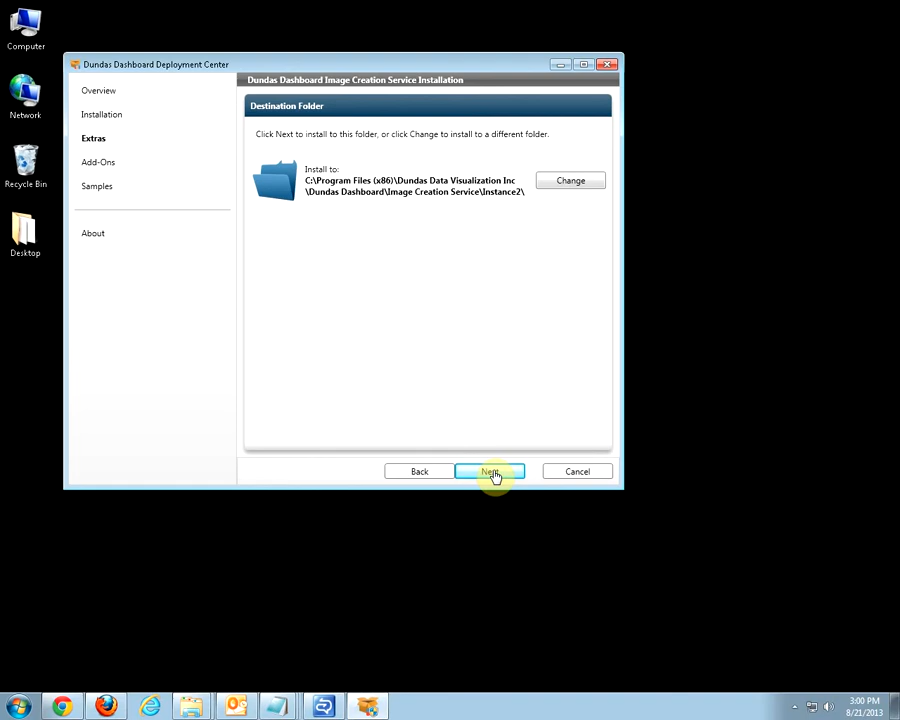 Computer
Network
Recycle Bin
Desktop
Dundas Dashboard Deployment Center
Overview
Installation
Extras
Add-Ons
Samples
About
Dundas Dashboard Image Creation Service Installation
Destination Folder
Click Next to install to this folder, or click Change to install to a different folder.
Install to:
C:\Program Files (x86)\Dundas Data Visualization Inc
\Dundas Dashboard\Image Creation Service\Instance2\
Change
Back
Next
Cancel
3:00 PM
8/21/2013